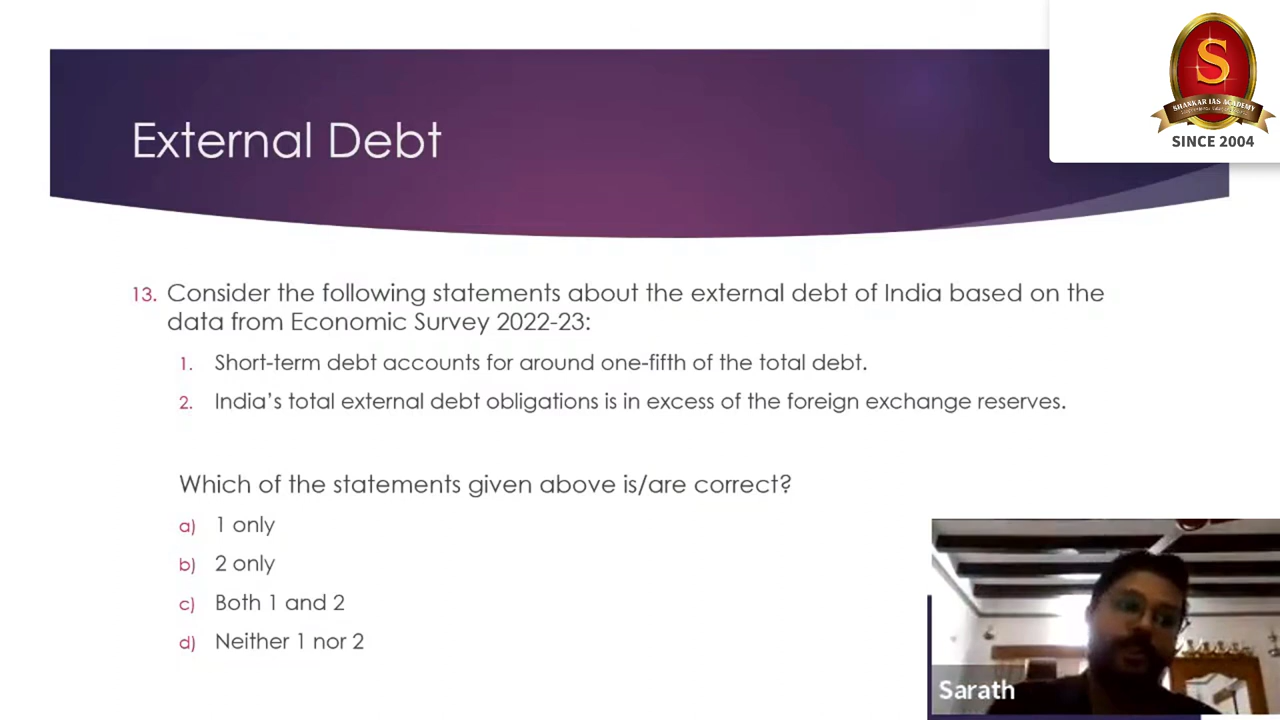 S
SHANKAR IAS ACADEMY
SINCE 2004
External Debt
13. Consider the following statements about the external debt of India based on the
data from Economic Survey 2022-23:
1. Short-term debt accounts for around one-fifth of the total debt.
2. India's total external debt obligations is in excess of the foreign exchange reserves.
Which of the statements given above is/are correct?
a) 1 only
b) 2 only
c) Both 1 and 2
d) Neither 1 nor 2
Sarath